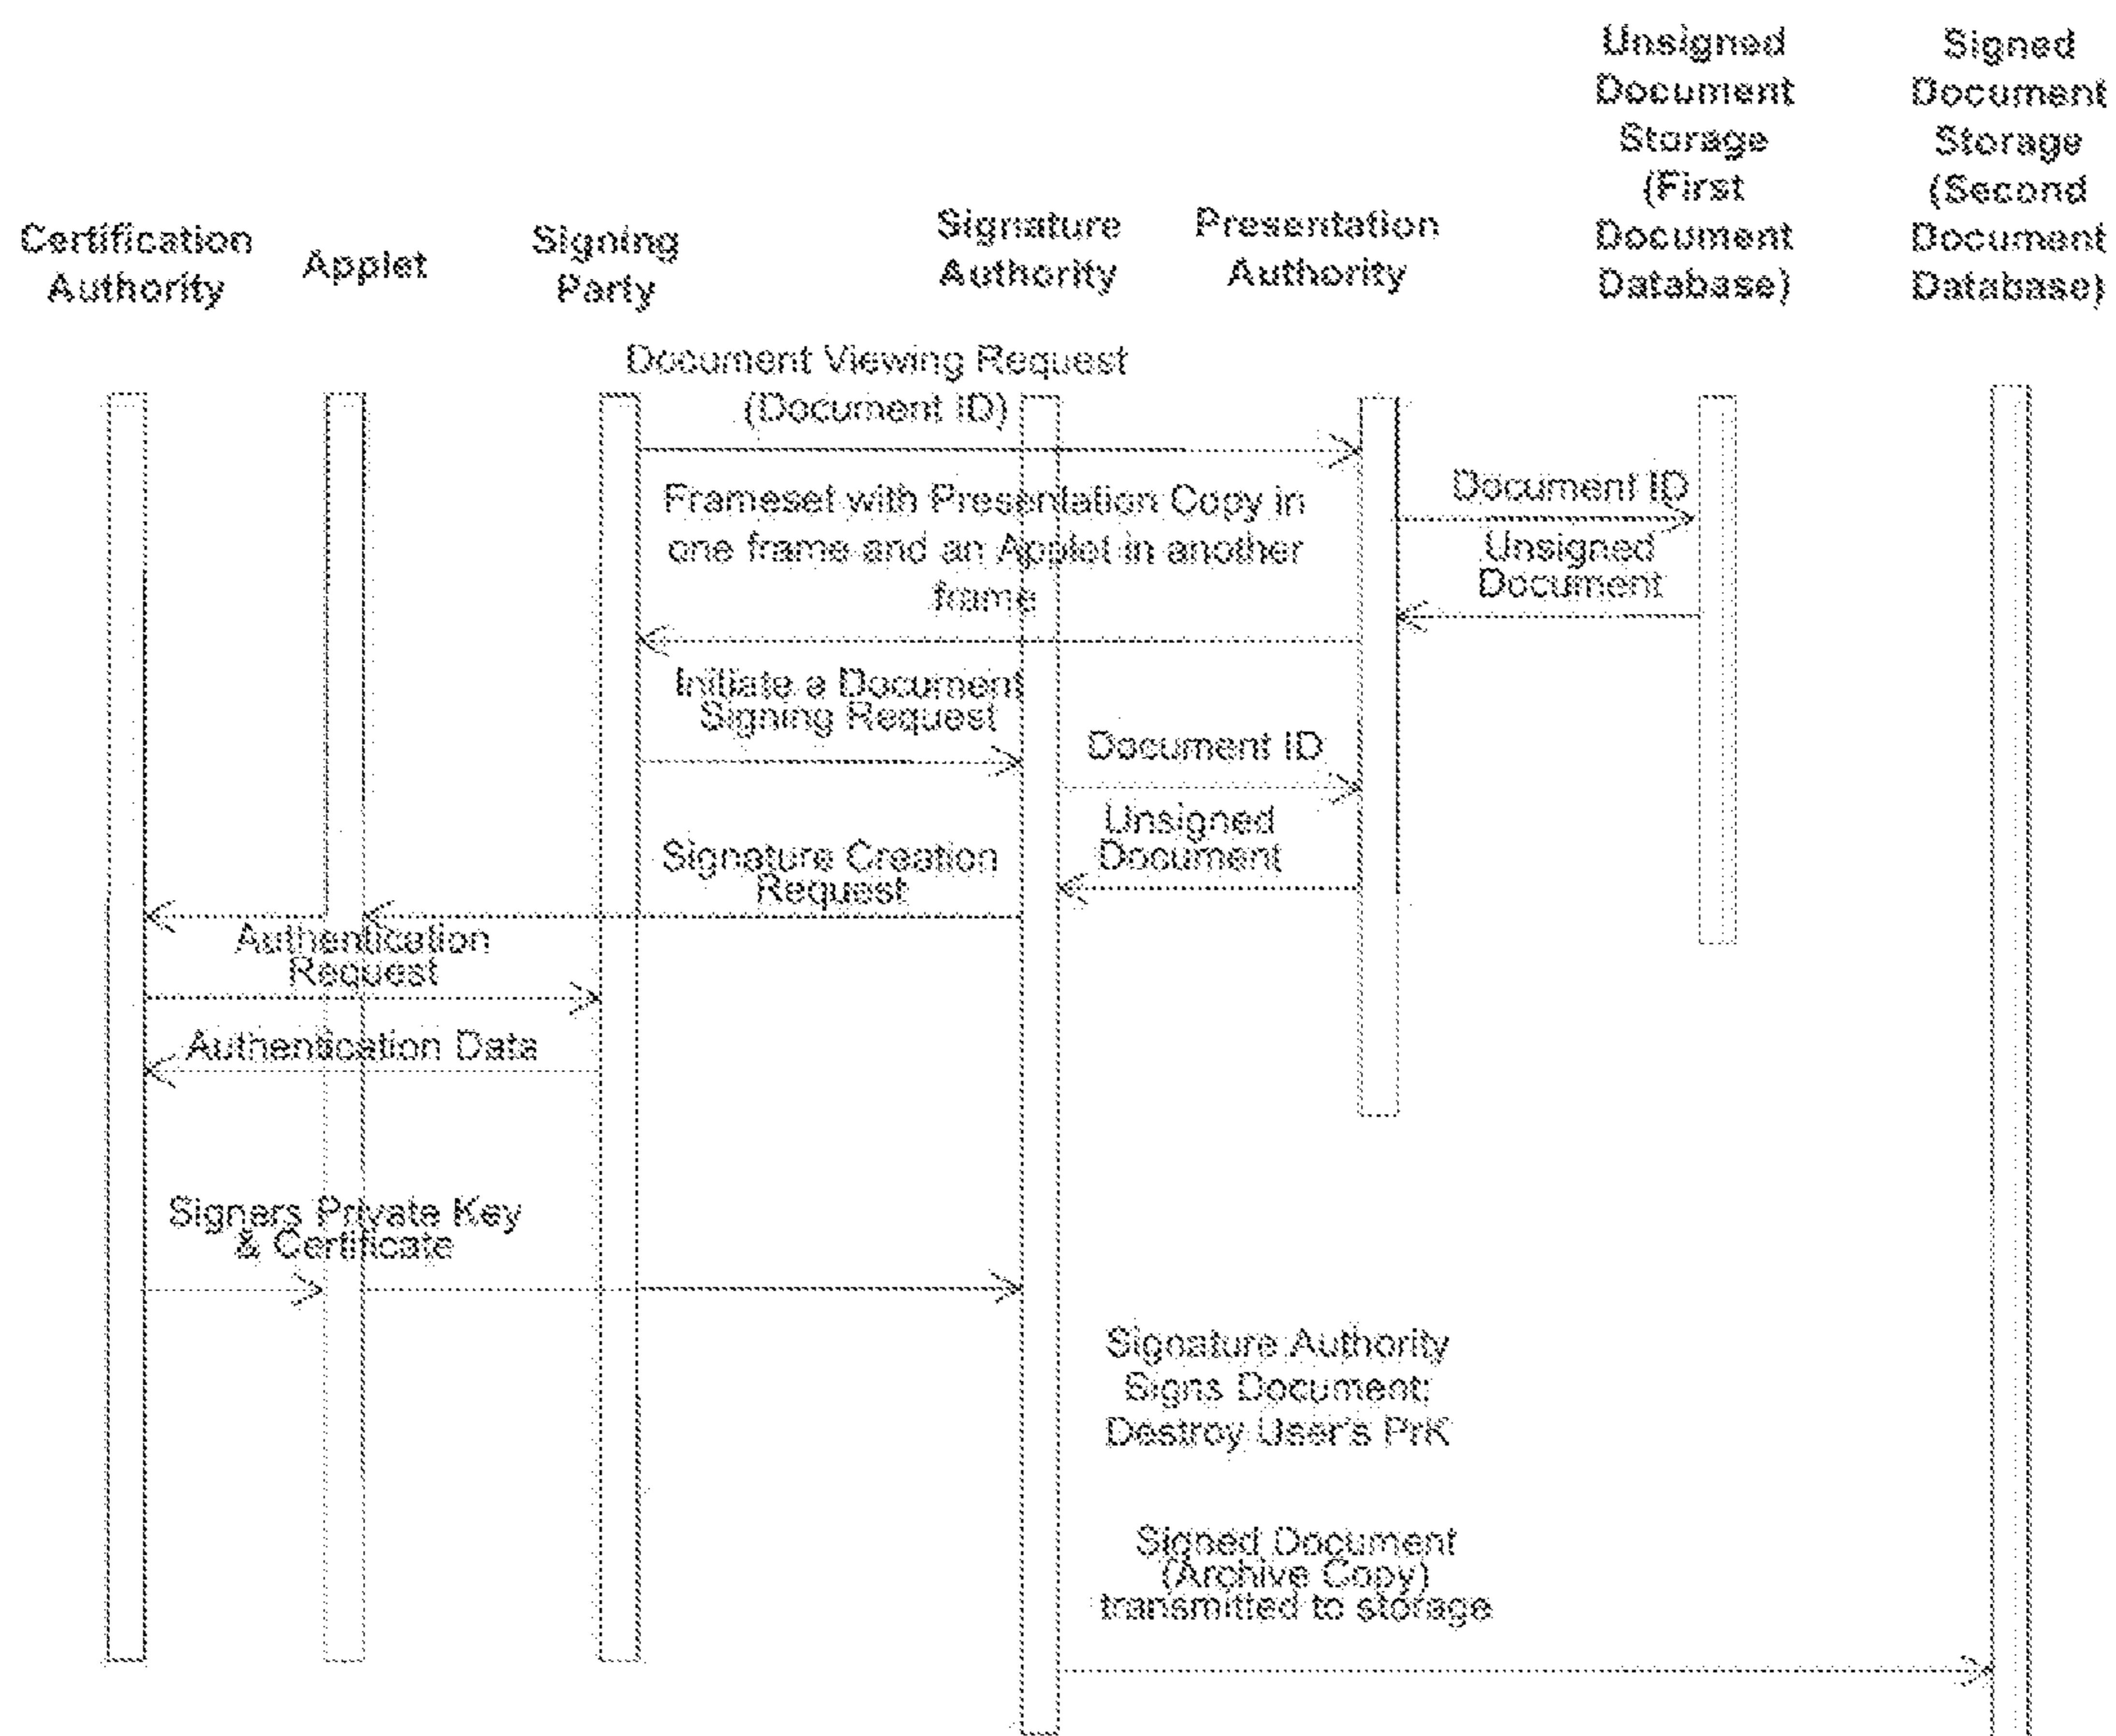 Certification
Authority
Applet
Signing
Party
Signature
Authority
Presentation
Authority
Unsigned
Document
Storage
(First
Document
Database)
Signed
Document
Storage
(Second
Document
Database)
Document Viewing Request
(Document ID)
Document ID
Frameset with Presentation Copy in
one frame and an Applet in another
frame
Unsigned
Document
Initiate a Document
Signing Request
Document ID
Unsigned
Document
Signature Creation
Request
Authentication
Request
Authentication Data
Signers Private Key
& Certificate
Signature Authority
Signs Document;
Destroy User's PrK
Signed Document
(Archive Copy)
transmitted to storage